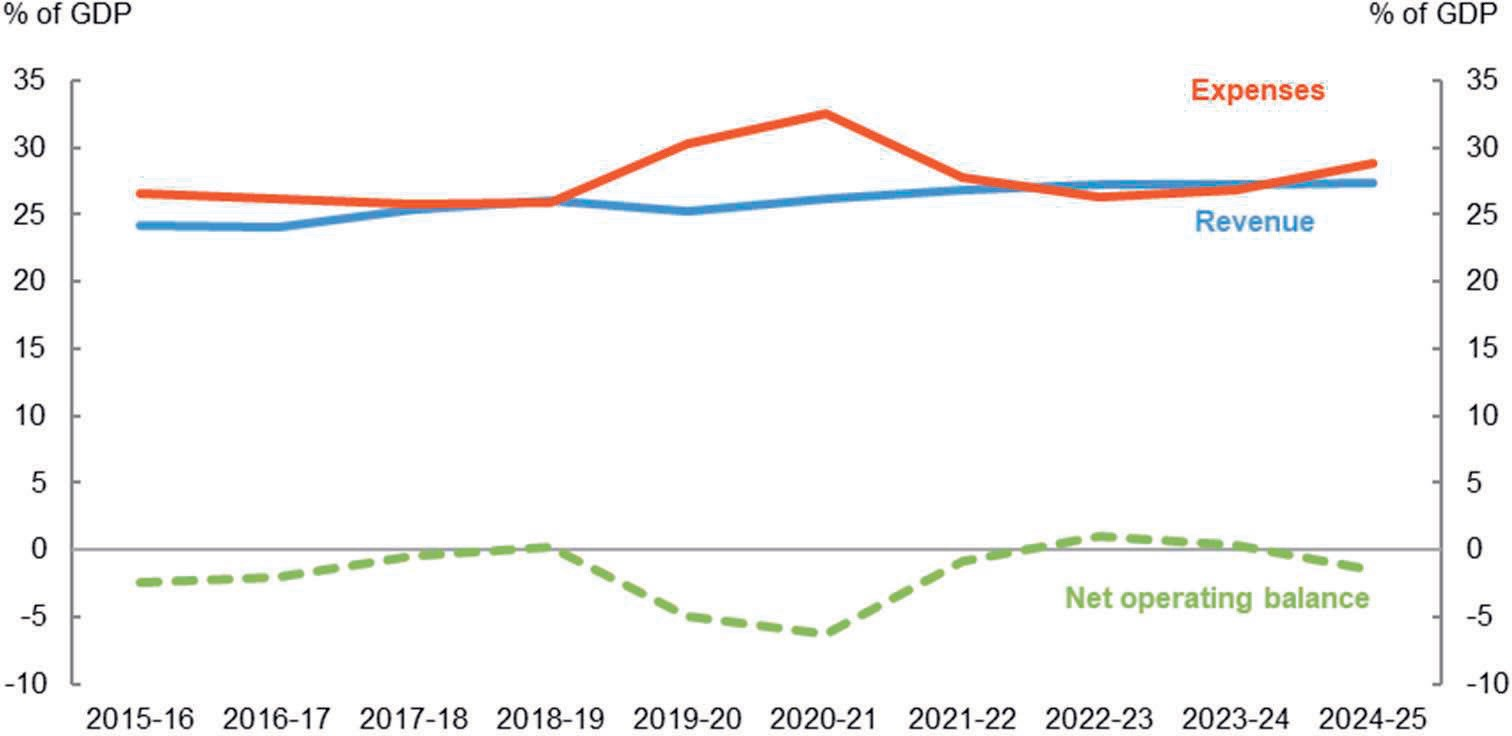 % of GDP % of GDP
35 35
Expenses
30 30
25 25
Revenue
20 20
15 15
10 10
5 5
0 0
Net operating balance
-5 -5
-10 -10
2015-16 2016-17 2017-18 2018-19 2019-20 2020-21 2021-22 2022-23 2023-24 2024-25